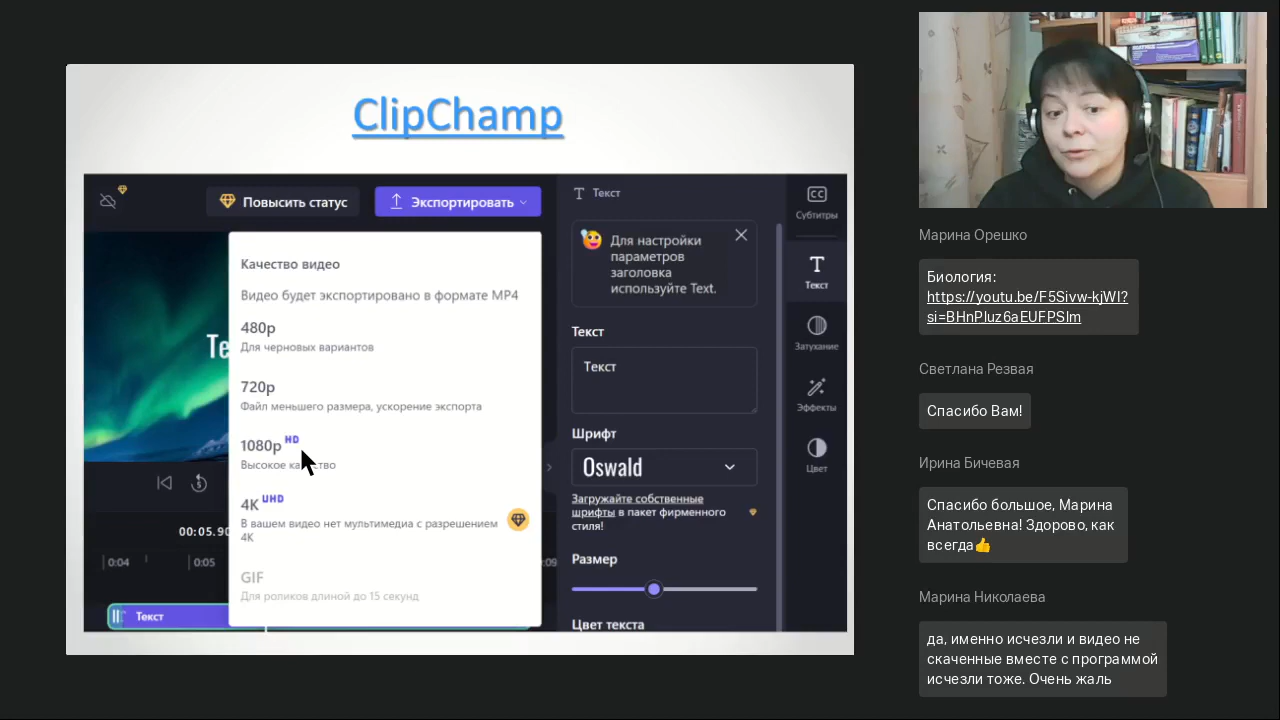 ClipChamp
Повысить статус
Экспортировать
Качество видео
Видео будет экспортировано в формате MP4
480p
Для черновых вариантов
720p
Файл меньшего размера, ускорение экспорта
1080p HD
Высокое качество
4K UHD
В вашем видео нет мультимедиа с разрешением
4K
GIF
Для роликов длиной до 15 секунд
Те
5
00:05.90
0:04
0:05
:09
Текст
Текст
Для настройки
параметров
заголовка
используйте Text.
Текст
Текст
Шрифт
Oswald
Загружайте собственные
шрифты в пакет фирменного
стиля!
Размер
Цвет текста
CC
Субтитры
Текст
Затухание
Эффекты
Цвет
Марина Орешко
Биология:
https://youtu.be/F5Sivw-kjWI?
si=BHnPluz6aEUFPSlm
Светлана Резвая
Спасибо Вам!
Ирина Бичевая
Спасибо большое, Марина
Анатольевна! Здорово, как
всегда👍
Марина Николаева
да, именно исчезли и видео не
скаченные вместе с программой
исчезли тоже. Очень жаль